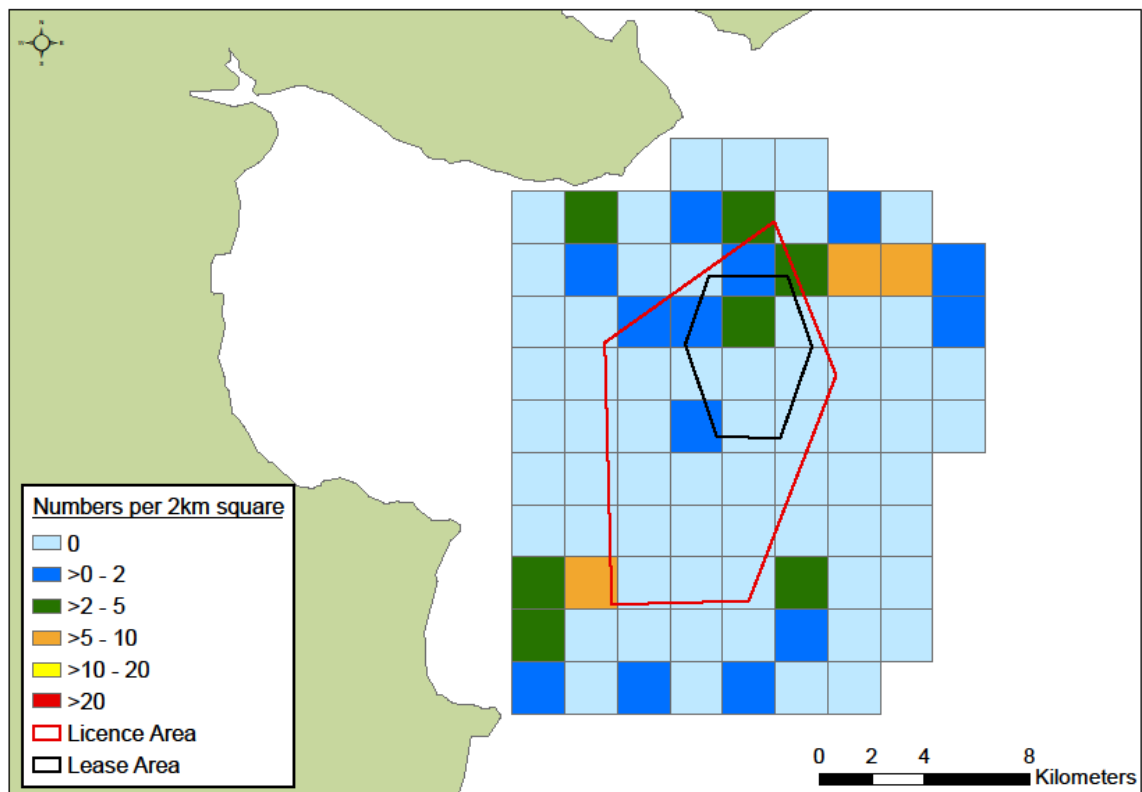 N
W
E
S
Numbers per 2km square
0
>0 - 2
>2 - 5
>5 - 10
>10 - 20
>20
Licence Area
Lease Area
0 2 4 8
Kilometers